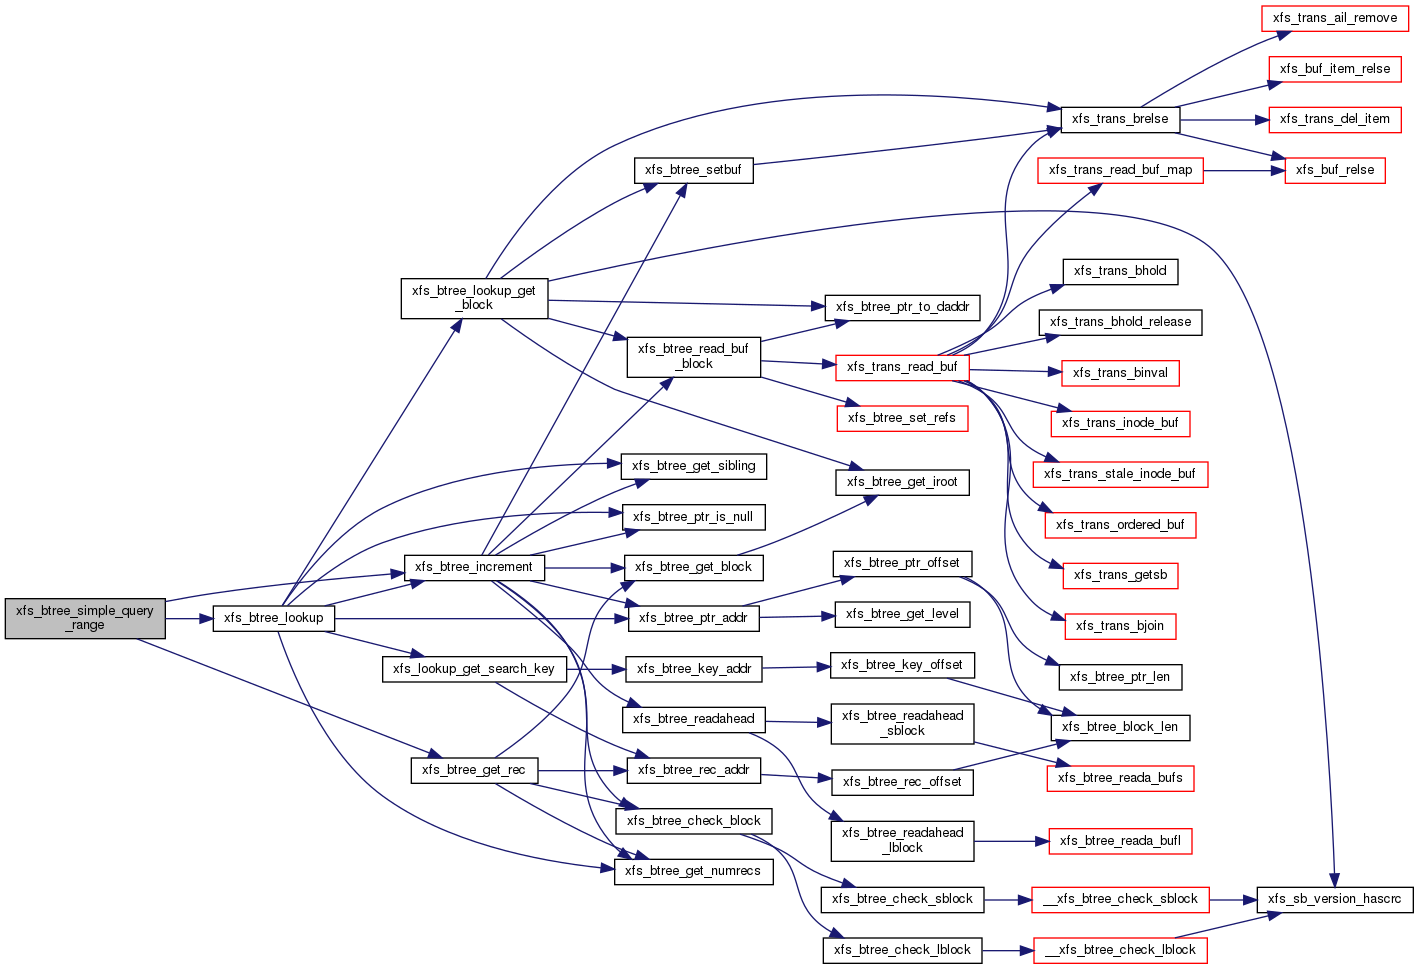 xfs_trans_ail_remove
xfs_buf_item_relse
xfs_trans_brelse
xfs_trans_del_item
xfs_btree_setbuf
xfs_trans_read_buf_map
xfs_buf_relse
xfs_trans_bhold
xfs_btree_lookup_get
_block
xfs_btree_ptr_to_daddr
xfs_trans_bhold_release
xfs_btree_read_buf
_block
xfs_trans_read_buf
xfs_trans_binval
xfs_btree_set_refs
xfs_trans_inode_buf
xfs_btree_get_sibling
xfs_btree_get_iroot
xfs_trans_stale_inode_buf
xfs_btree_ptr_is_null
xfs_trans_ordered_buf
xfs_btree_increment
xfs_btree_get_block
xfs_btree_ptr_offset
xfs_trans_getsb
xfs_btree_simple_query
_range
xfs_btree_lookup
xfs_btree_ptr_addr
xfs_btree_get_level
xfs_trans_bjoin
xfs_lookup_get_search_key
xfs_btree_key_addr
xfs_btree_key_offset
xfs_btree_ptr_len
xfs_btree_readahead
xfs_btree_readahead
_sblock
xfs_btree_block_len
xfs_btree_get_rec
xfs_btree_rec_addr
xfs_btree_rec_offset
xfs_btree_reada_bufs
xfs_btree_check_block
xfs_btree_readahead
_lblock
xfs_btree_reada_bufl
xfs_btree_get_numrecs
xfs_btree_check_sblock
__xfs_btree_check_sblock
xfs_sb_version_hascrc
xfs_btree_check_lblock
__xfs_btree_check_lblock